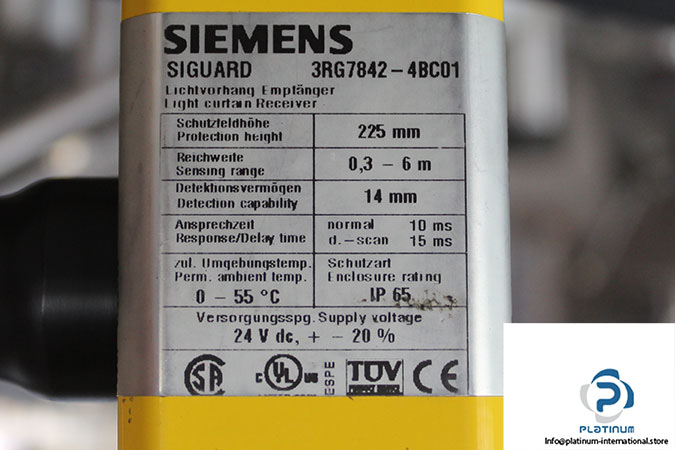 SIEMENS
SIGUARD 3RG7842-4BC01
Lichtvorhang Empfänger
Light curtain Receiver
Schutzfeldhöhe
Protection height
225 mm
Reichweite
Sensing range
0,3 - 6 m
Detektionsvermögen
Detection capability
14 mm
Ansprechzeit
Response/Delay time
normal 10 ms
d.-scan 15 ms
zul. Umgebungstemp.
Perm. ambient temp.
0 - 55 °C
Schutzart
Enclosure rating
IP 65
Versorgungsspg. Supply voltage
24 V dc, + - 20 %
SA
c UL us
ESPE
TÜV
CE
PLATINUM
Info@platinum-international.store